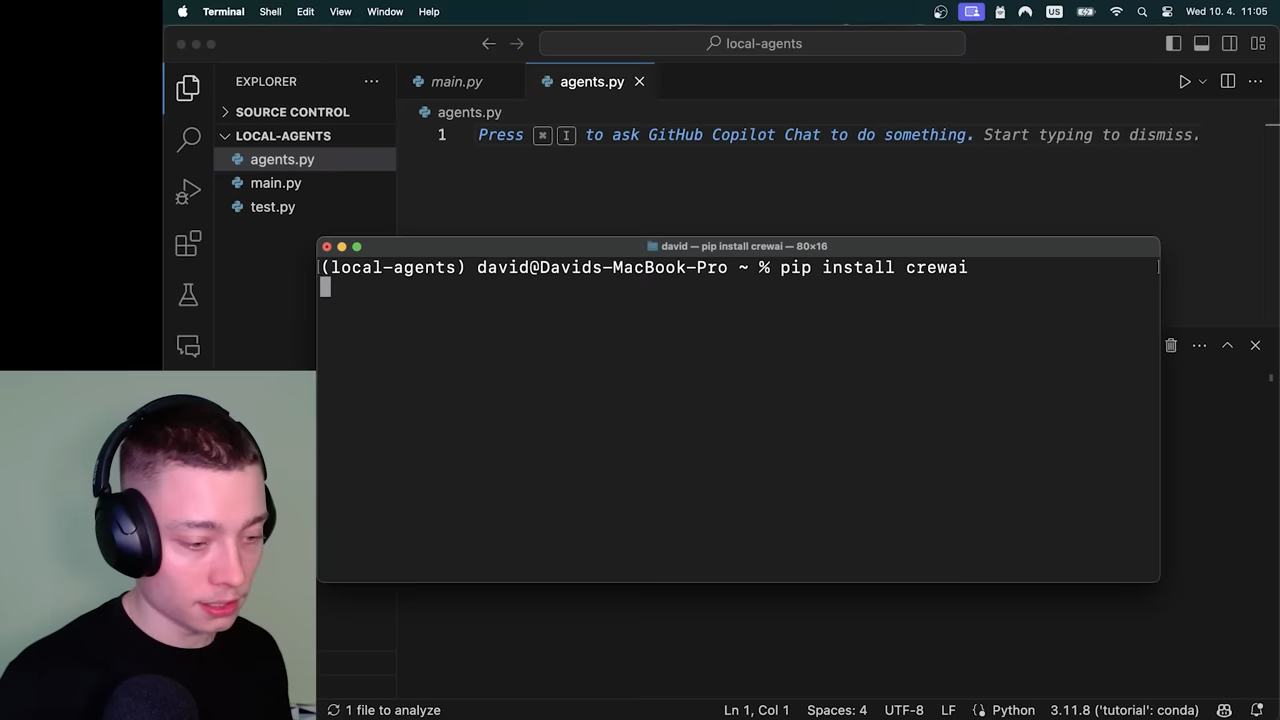 Terminal Shell Edit View Window Help US Wed 10. 4. 11:05
local-agents
EXPLORER
main.py agents.py
SOURCE CONTROL
agents.py
LOCAL-AGENTS
1 Press ⌘ I to ask GitHub Copilot Chat to do something. Start typing to dismiss.
agents.py
main.py
test.py
david — pip install crewai — 80×16
(local-agents) david@Davids-MacBook-Pro ~ % pip install crewai
1 file to analyze Ln 1, Col 1 Spaces: 4 UTF-8 LF Python 3.11.8 ('tutorial': conda)